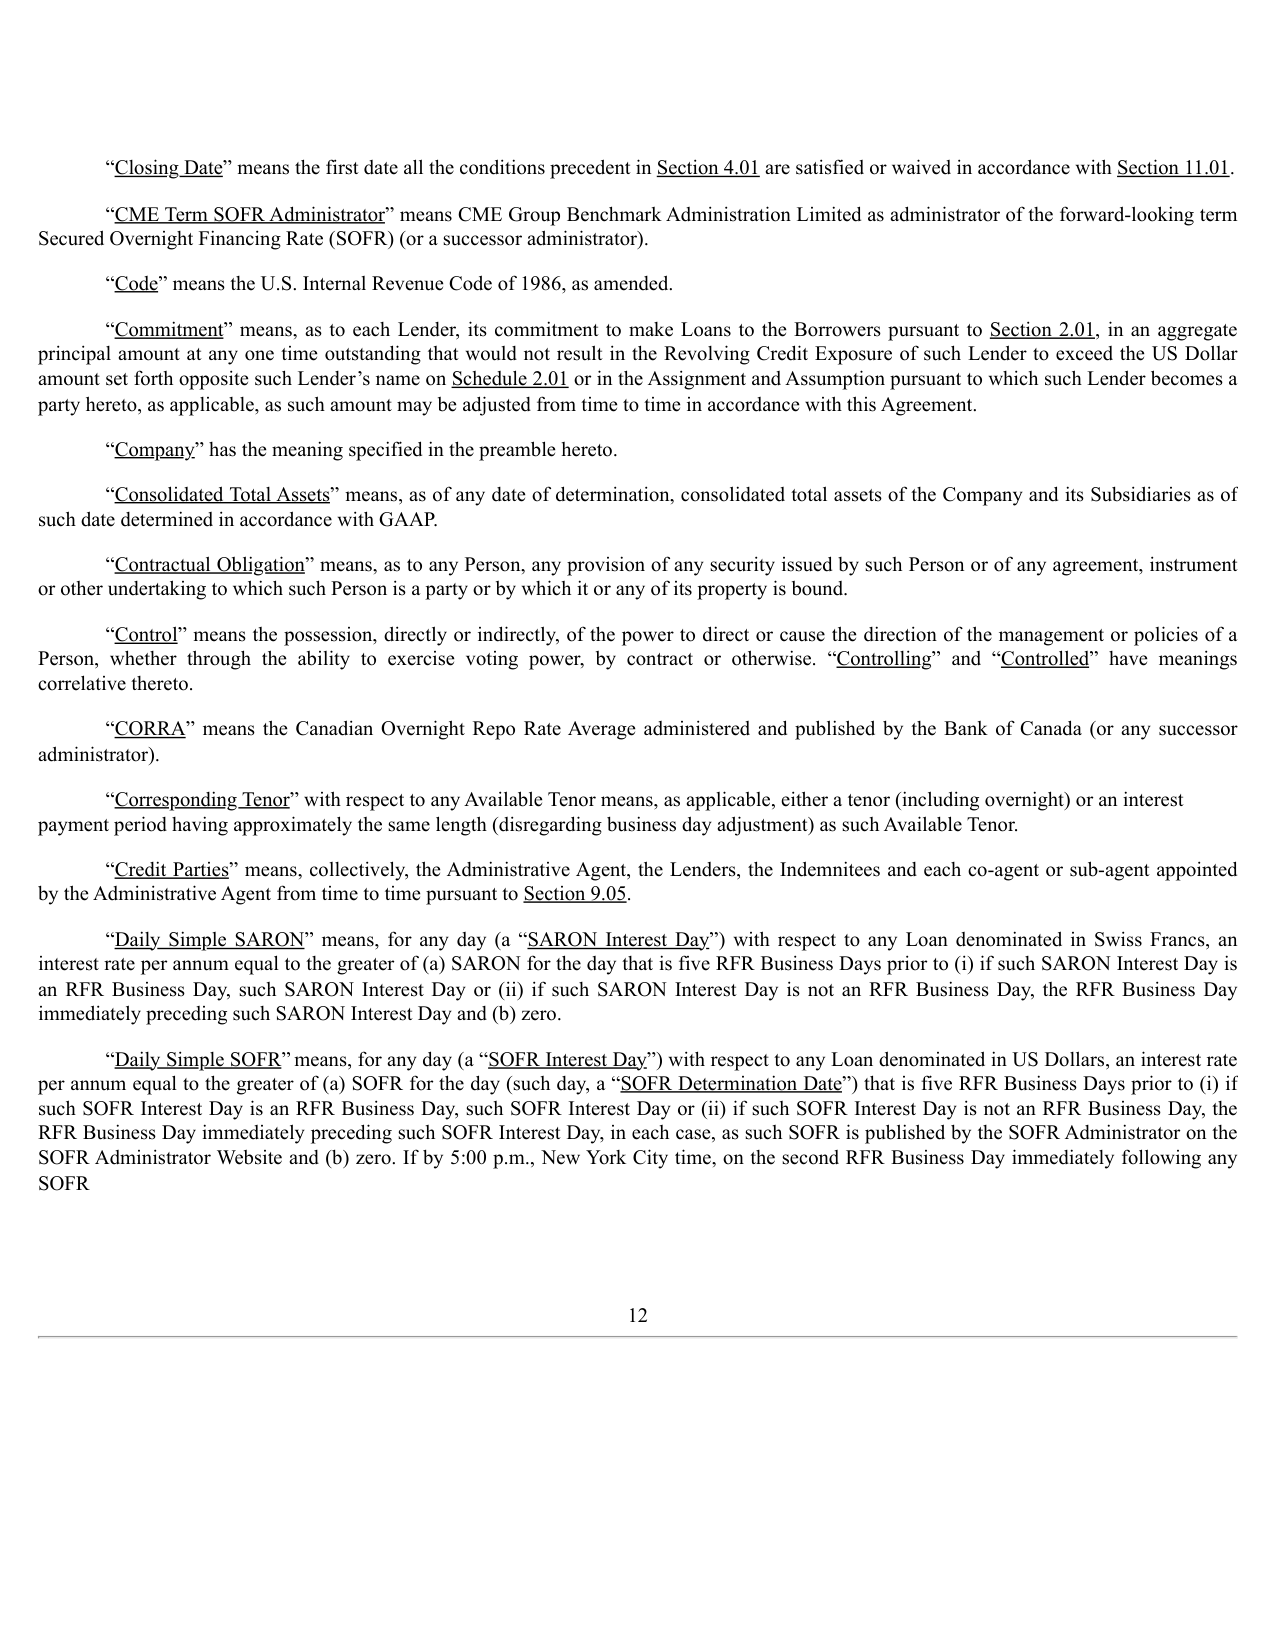 “Closing Date” means the first date all the conditions precedent in Section 4.01 are satisfied or waived in accordance with Section 11.01.
“CME Term SOFR Administrator” means CME Group Benchmark Administration Limited as administrator of the forward-looking term
Secured Overnight Financing Rate (SOFR) (or a successor administrator).
“Code” means the U.S. Internal Revenue Code of 1986, as amended.
“Commitment” means, as to each Lender, its commitment to make Loans to the Borrowers pursuant to Section 2.01, in an aggregate
principal amount at any one time outstanding that would not result in the Revolving Credit Exposure of such Lender to exceed the US Dollar
amount set forth opposite such Lender’s name on Schedule 2.01 or in the Assignment and Assumption pursuant to which such Lender becomes a
party hereto, as applicable, as such amount may be adjusted from time to time in accordance with this Agreement.
“Company” has the meaning specified in the preamble hereto.
“Consolidated Total Assets” means, as of any date of determination, consolidated total assets of the Company and its Subsidiaries as of
such date determined in accordance with GAAP.
“Contractual Obligation” means, as to any Person, any provision of any security issued by such Person or of any agreement, instrument
or other undertaking to which such Person is a party or by which it or any of its property is bound.
“Control” means the possession, directly or indirectly, of the power to direct or cause the direction of the management or policies of a
Person, whether through the ability to exercise voting power, by contract or otherwise. “Controlling” and “Controlled” have meanings
correlative thereto.
“CORRA” means the Canadian Overnight Repo Rate Average administered and published by the Bank of Canada (or any successor
administrator).
“Corresponding Tenor” with respect to any Available Tenor means, as applicable, either a tenor (including overnight) or an interest
payment period having approximately the same length (disregarding business day adjustment) as such Available Tenor.
“Credit Parties” means, collectively, the Administrative Agent, the Lenders, the Indemnitees and each co-agent or sub-agent appointed
by the Administrative Agent from time to time pursuant to Section 9.05.
“Daily Simple SARON” means, for any day (a “SARON Interest Day”) with respect to any Loan denominated in Swiss Francs, an
interest rate per annum equal to the greater of (a) SARON for the day that is five RFR Business Days prior to (i) if such SARON Interest Day is
an RFR Business Day, such SARON Interest Day or (ii) if such SARON Interest Day is not an RFR Business Day, the RFR Business Day
immediately preceding such SARON Interest Day and (b) zero.
“Daily Simple SOFR” means, for any day (a “SOFR Interest Day”) with respect to any Loan denominated in US Dollars, an interest rate
per annum equal to the greater of (a) SOFR for the day (such day, a “SOFR Determination Date”) that is five RFR Business Days prior to (i) if
such SOFR Interest Day is an RFR Business Day, such SOFR Interest Day or (ii) if such SOFR Interest Day is not an RFR Business Day, the
RFR Business Day immediately preceding such SOFR Interest Day, in each case, as such SOFR is published by the SOFR Administrator on the
SOFR Administrator Website and (b) zero. If by 5:00 p.m., New York City time, on the second RFR Business Day immediately following any
SOFR
12